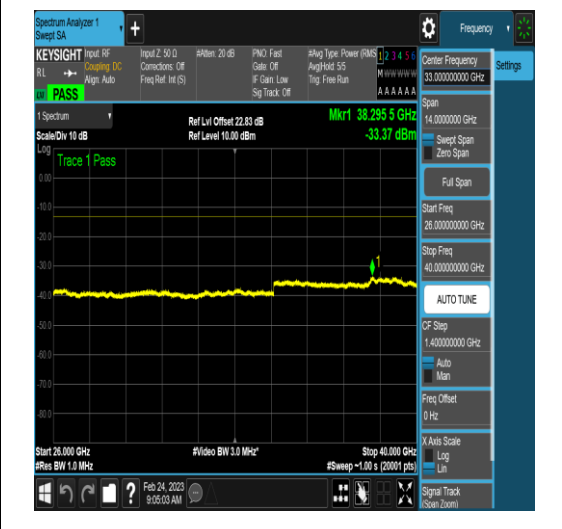 Spectrum Analyzer 1
Swept SA
+
Frequency
KEYSIGHT
RL
PASS
Input: RF
Coupling: DC
Align: Auto
Input Z: 50 Ω
Corrections: Off
Freq Ref: Int (S)
#Atten: 20 dB
PNO: Fast
Gate: Off
IF Gain: Low
Sig Track: Off
#Avg Type: Power (RMS
Avg|Hold: 5/5
Trig: Free Run
1 2 3 4 5 6
M W W W W W
A A A A A A
1 Spectrum
Scale/Div 10 dB
Ref Lvl Offset 22.83 dB
Ref Level 10.00 dBm
Mkr1 38.295 5 GHz
-33.37 dBm
Log
Trace 1 Pass
0.00
-10.0
-20.0
-30.0
-40.0
-50.0
-60.0
-70.0
-80.0
1
Start 26.000 GHz
#Res BW 1.0 MHz
#Video BW 3.0 MHz*
Stop 40.000 GHz
#Sweep ~1.00 s (20001 pts)
Feb 24, 2023
9:05:03 AM
?
Center Frequency
33.000000000 GHz
Settings
Span
14.0000000 GHz
Swept Span
Zero Span
Full Span
Start Freq
26.000000000 GHz
Stop Freq
40.000000000 GHz
AUTO TUNE
CF Step
1.400000000 GHz
Auto
Man
Freq Offset
0 Hz
X Axis Scale
Log
Lin
Signal Track
(Span Zoom)